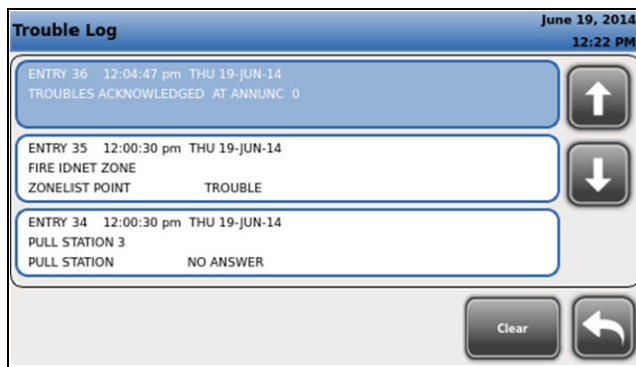 Trouble Log
June 19, 2014
12:22 PM
ENTRY 36 12:04:47 pm THU 19-JUN-14
TROUBLES ACKNOWLEDGED AT ANNUNC 0
ENTRY 35 12:00:30 pm THU 19-JUN-14
FIRE IDNET ZONE
ZONELIST POINT TROUBLE
ENTRY 34 12:00:30 pm THU 19-JUN-14
PULL STATION 3
PULL STATION NO ANSWER
Clear